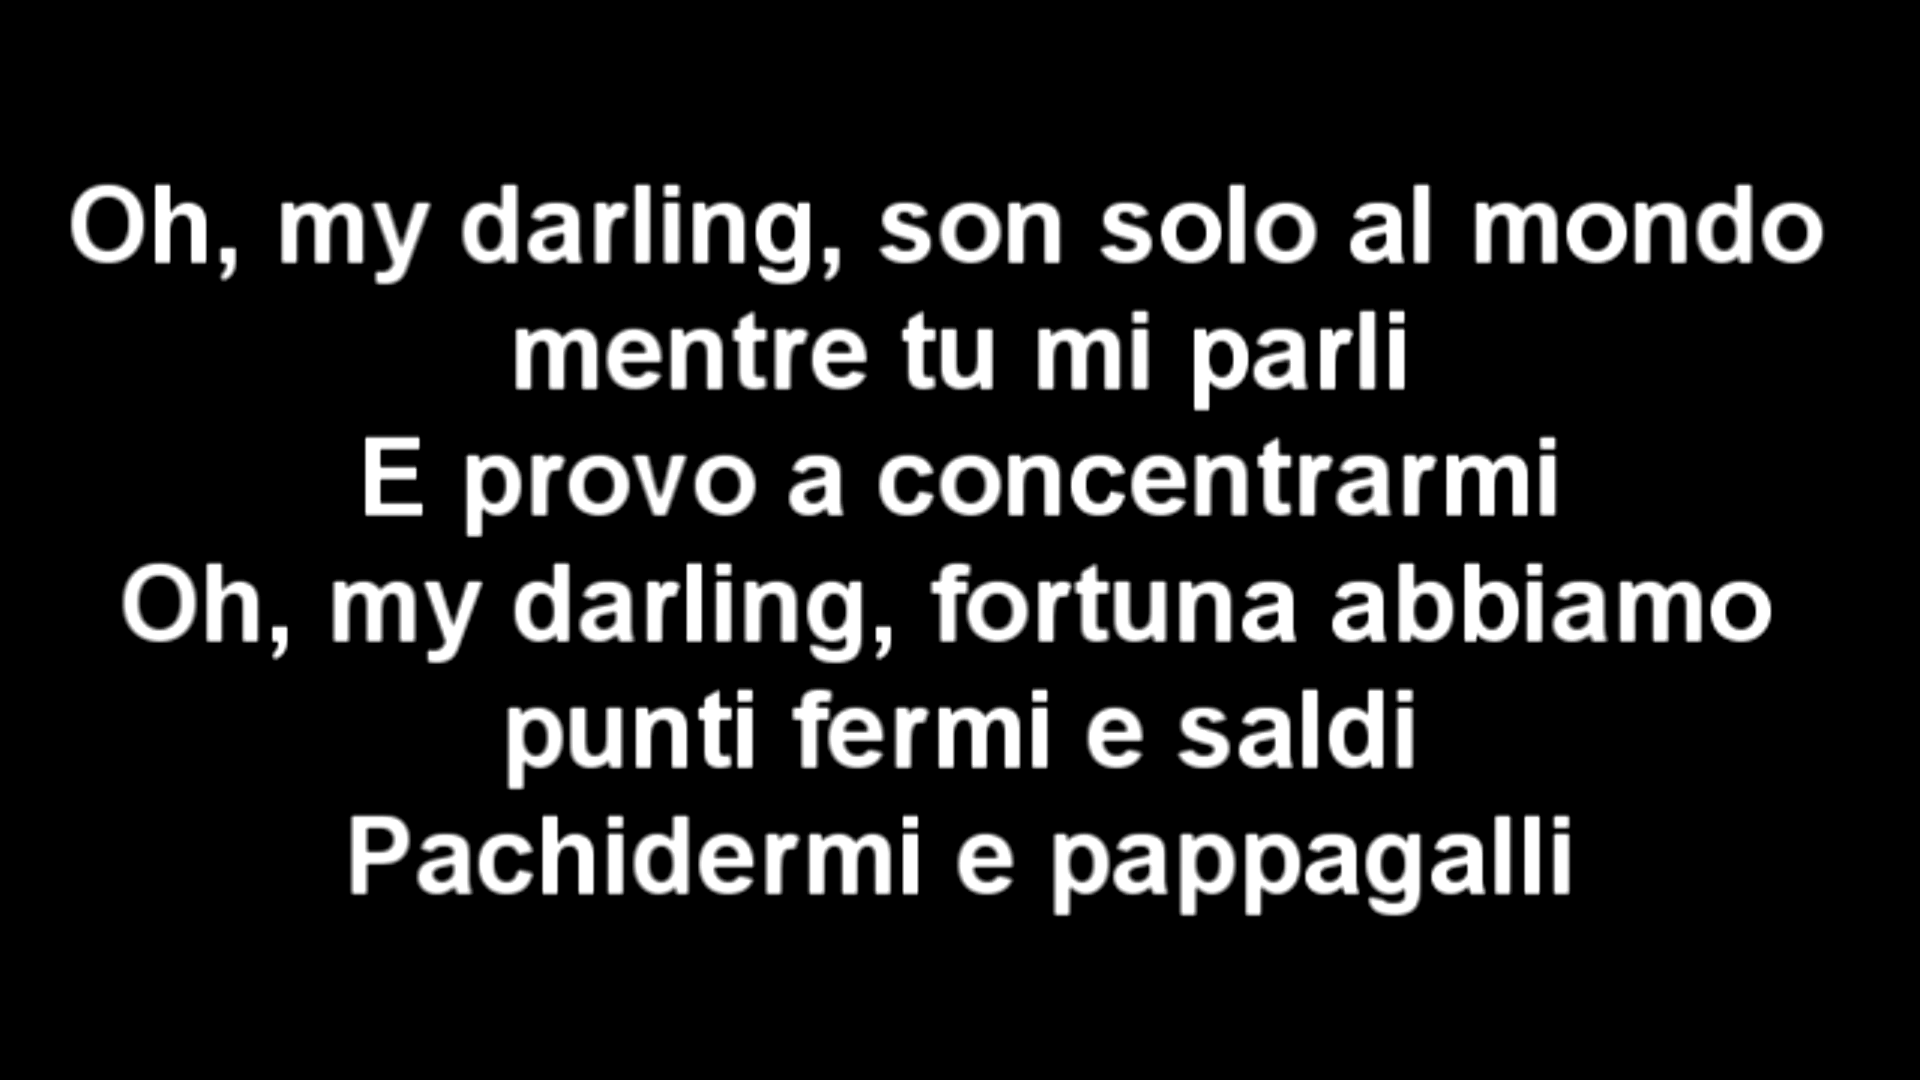 Oh, my darling, son solo al mondo
mentre tu mi parli
E provo a concentrarmi
Oh, my darling, fortuna abbiamo
punti fermi e saldi
Pachidermi e pappagalli